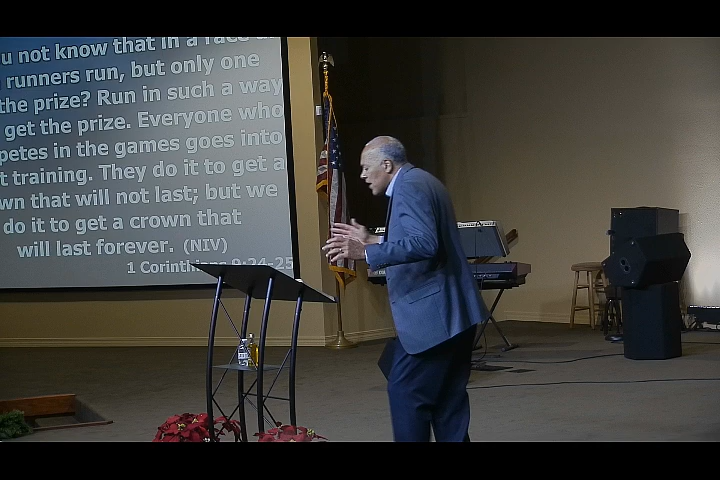 u not know that in a race a
runners run, but only one
the prize? Run in such a way
get the prize. Everyone who
petes in the games goes into
t training. They do it to get a
wn that will not last; but we
do it to get a crown that
will last forever. (NIV)
1 Corinthians 9:24-25